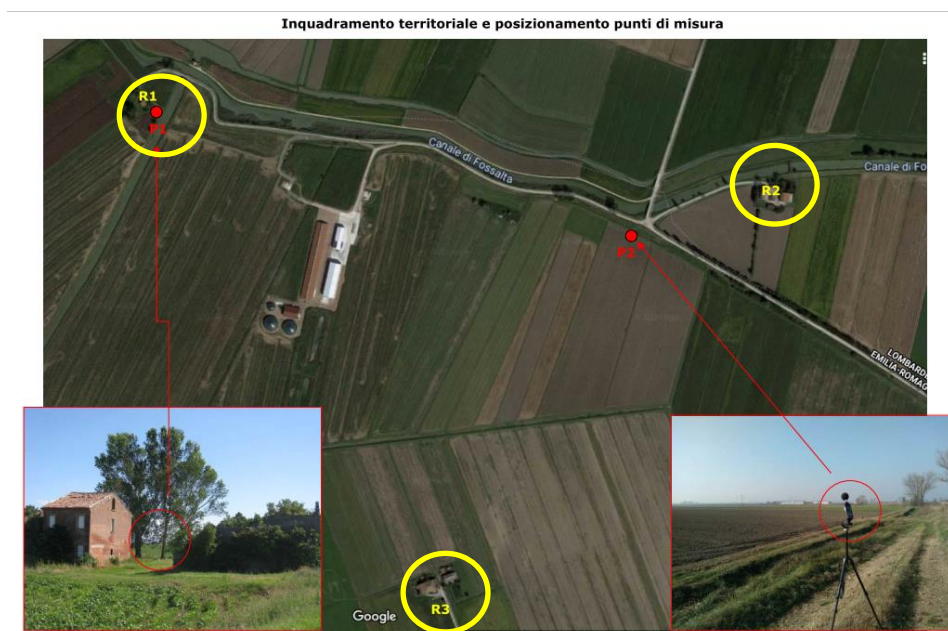 Inquadramento territoriale e posizionamento punti di misura
R1
P1
Canale di Fossalta
Canale di Fo
R2
P2
LOMBARD
EMILIA-ROMAG
R3
Google